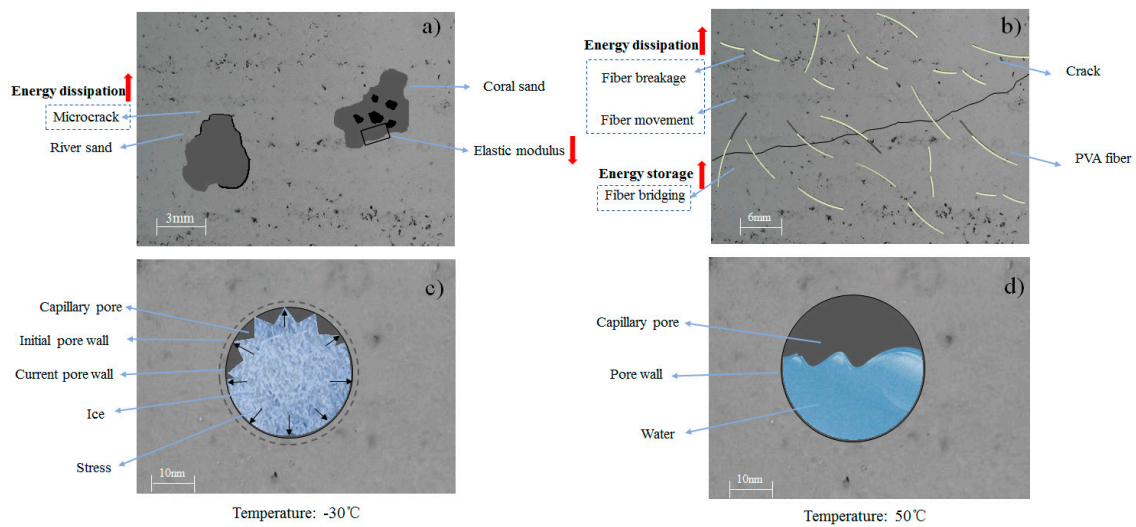 a)
Energy dissipation
Microcrack
River sand
Coral sand
Elastic modulus
3mm
b)
Energy dissipation
Fiber breakage
Fiber movement
Energy storage
Fiber bridging
Crack
PVA fiber
6mm
c)
Capillary pore
Initial pore wall
Current pore wall
Ice
Stress
10nm
Temperature: -30℃
d)
Capillary pore
Pore wall
Water
10nm
Temperature: 50℃